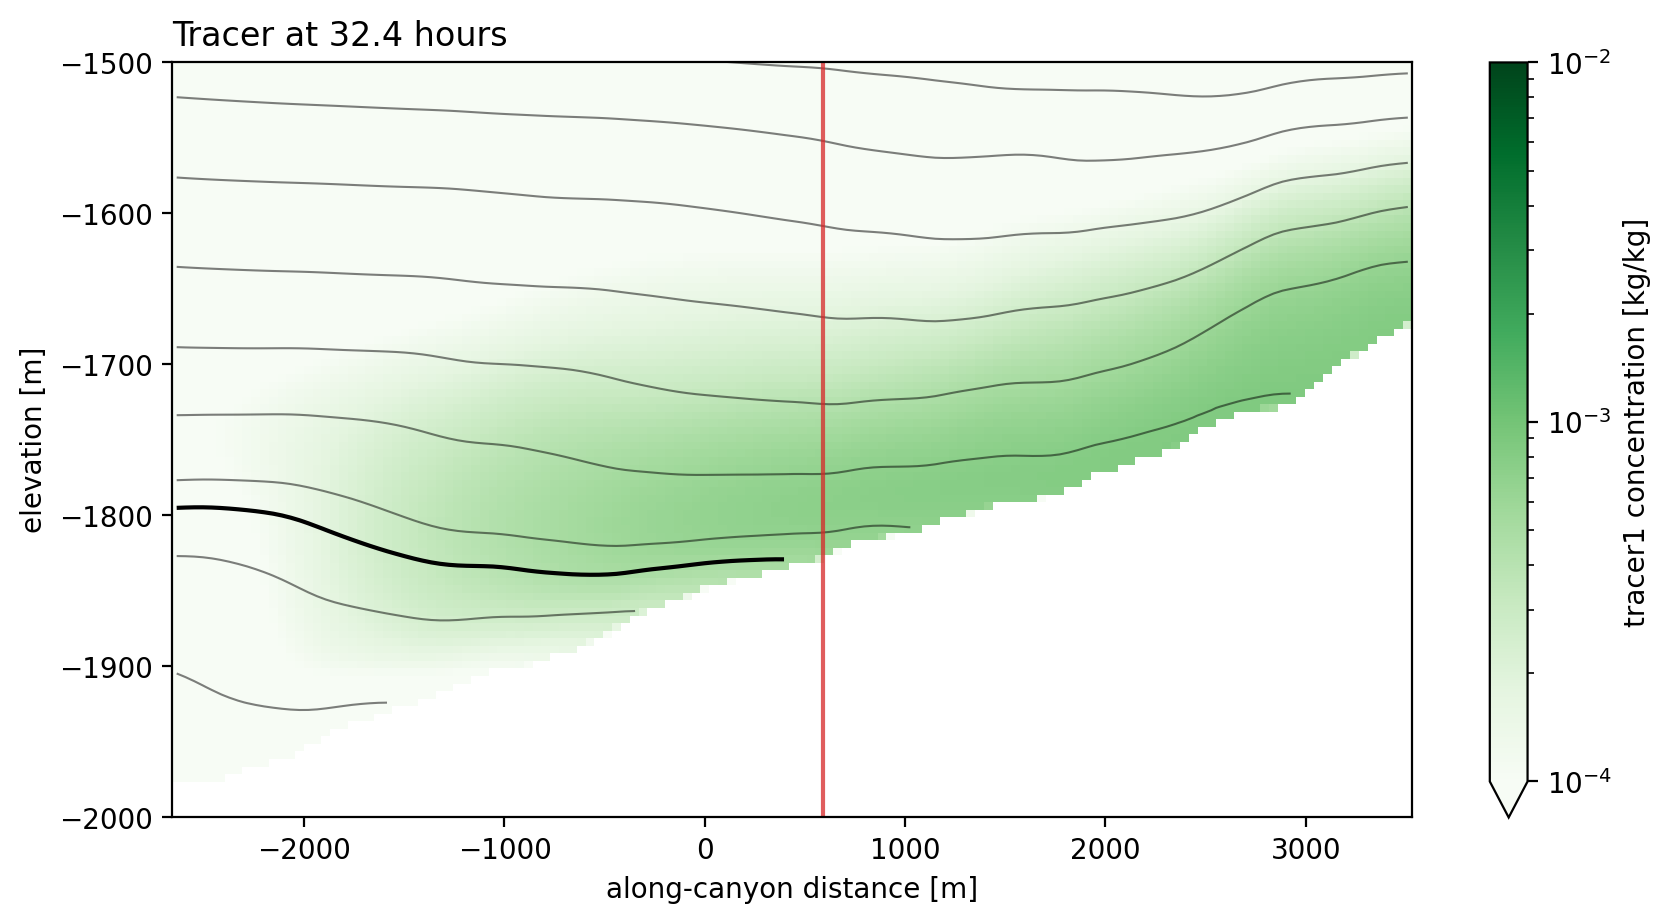 Tracer at 32.4 hours
−1500
−1600
−1700
−1800
−1900
−2000
elevation [m]
−2000 −1000 0 1000 2000 3000
along-canyon distance [m]
10⁻²
10⁻³
10⁻⁴
tracer1 concentration [kg/kg]